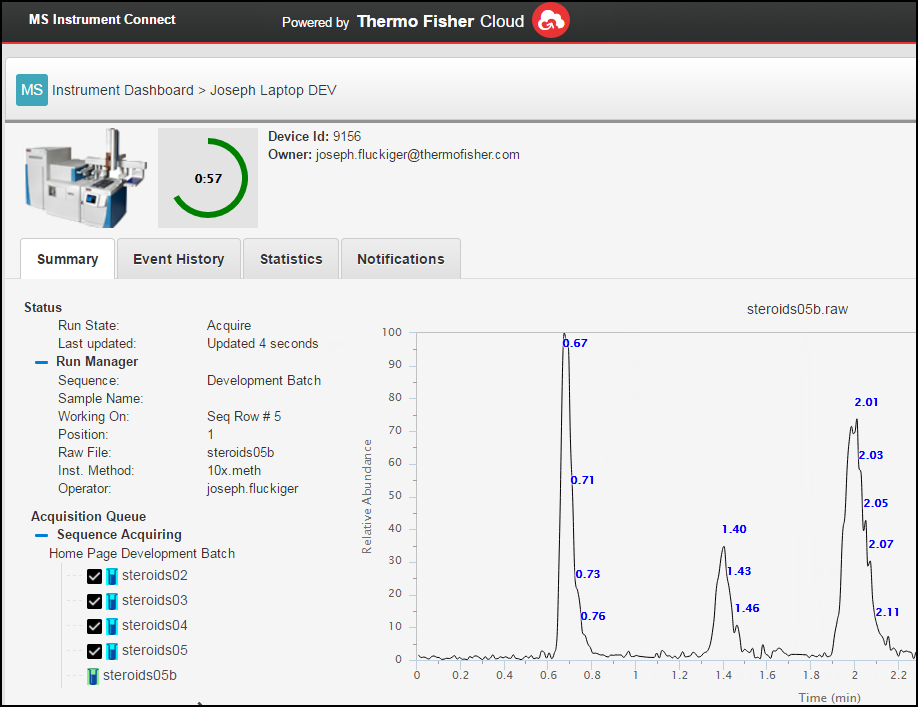 MS Instrument Connect
Powered by Thermo Fisher Cloud
MS Instrument Dashboard > Joseph Laptop DEV
0:57
Device Id: 9156
Owner: joseph.fluckiger@thermofisher.com
Summary Event History Statistics Notifications
Status
Run State: Acquire
Last updated: Updated 4 seconds
Run Manager
Sequence: Development Batch
Sample Name:
Working On: Seq Row # 5
Position: 1
Raw File: steroids05b
Inst. Method: 10x.meth
Operator: joseph.fluckiger
Acquisition Queue
Sequence Acquiring
Home Page Development Batch
steroids02
steroids03
steroids04
steroids05
steroids05b
steroids05b.raw
Relative Abundance
100
90
80
70
60
50
40
30
20
10
0
0.67
0.71
0.73
0.76
1.40
1.43
1.46
2.01
2.03
2.05
2.07
2.11
0 0.2 0.4 0.6 0.8 1 1.2 1.4 1.6 1.8 2 2.2
Time (min)